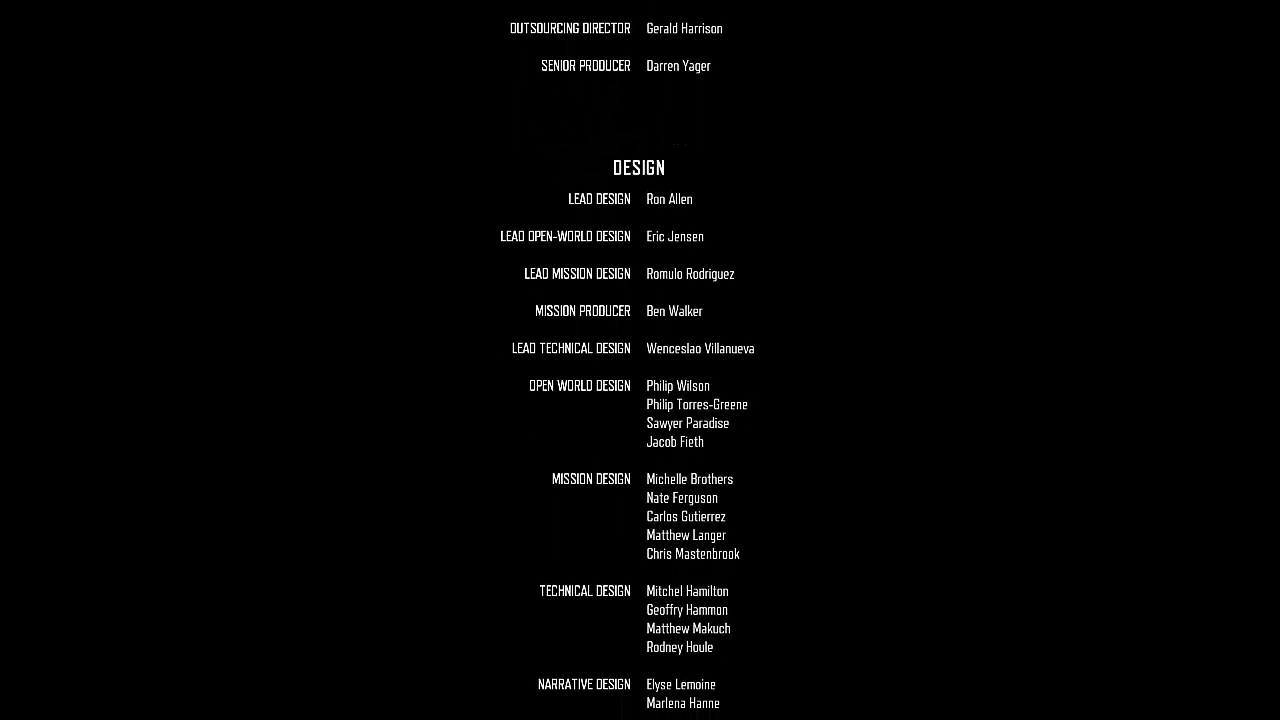 OUTSOURCING DIRECTOR Gerald Harrison
SENIOR PRODUCER Darren Yager
DESIGN
LEAD DESIGN Ron Allen
LEAD OPEN-WORLD DESIGN Eric Jensen
LEAD MISSION DESIGN Romulo Rodriguez
MISSION PRODUCER Ben Walker
LEAD TECHNICAL DESIGN Wenceslao Villanueva
OPEN WORLD DESIGN Philip Wilson
Philip Torres-Greene
Sawyer Paradise
Jacob Fieth
MISSION DESIGN Michelle Brothers
Nate Ferguson
Carlos Gutierrez
Matthew Langer
Chris Mastenbrook
TECHNICAL DESIGN Mitchel Hamilton
Geoffry Hammon
Matthew Makuch
Rodney Houle
NARRATIVE DESIGN Elyse Lemoine
Marlena Hanne